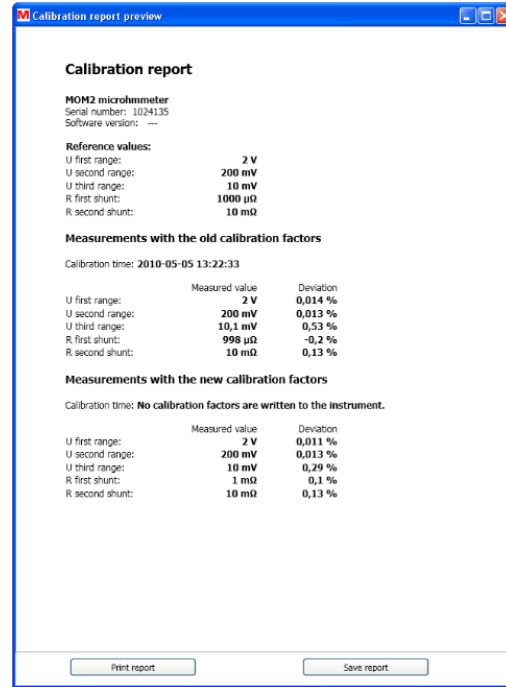 M Calibration report preview
Calibration report
MOM2 microhmmeter
Serial number: 1024135
Software version: ---
Reference values:
U first range: 2 V
U second range: 200 mV
U third range: 10 mV
R first shunt: 1000 µΩ
R second shunt: 10 mΩ
Measurements with the old calibration factors
Calibration time: 2010-05-05 13:22:33
Measured value Deviation
U first range: 2 V 0,014 %
U second range: 200 mV 0,013 %
U third range: 10,1 mV 0,53 %
R first shunt: 998 µΩ -0,2 %
R second shunt: 10 mΩ 0,13 %
Measurements with the new calibration factors
Calibration time: No calibration factors are written to the instrument.
Measured value Deviation
U first range: 2 V 0,011 %
U second range: 200 mV 0,013 %
U third range: 10 mV 0,29 %
R first shunt: 1 mΩ 0,1 %
R second shunt: 10 mΩ 0,13 %
Print report Save report